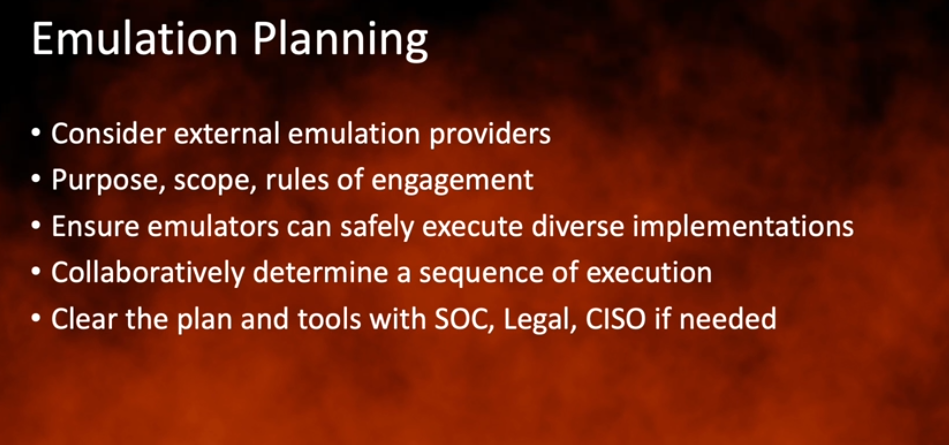 Emulation Planning
• Consider external emulation providers
• Purpose, scope, rules of engagement
• Ensure emulators can safely execute diverse implementations
• Collaboratively determine a sequence of execution
• Clear the plan and tools with SOC, Legal, CISO if needed